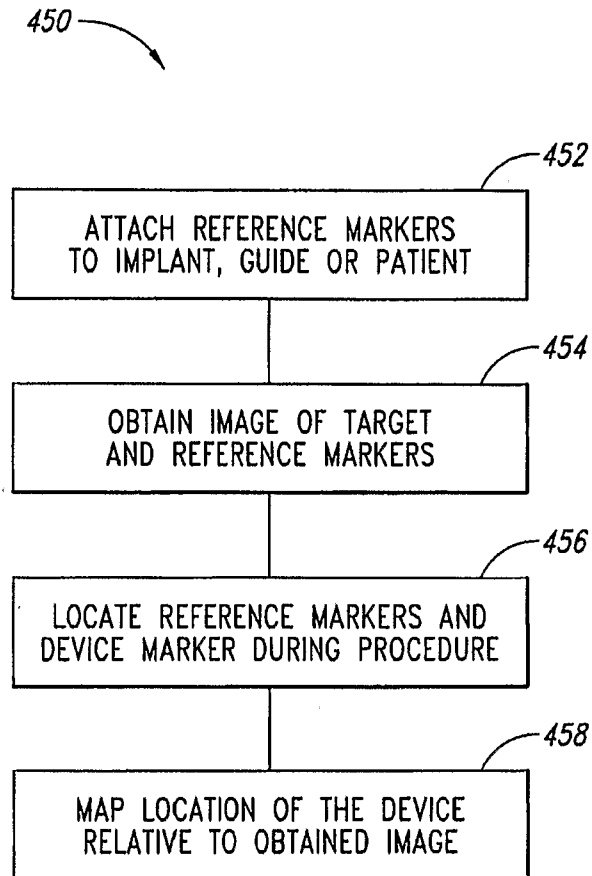 450
452
ATTACH REFERENCE MARKERS
TO IMPLANT, GUIDE OR PATIENT
454
OBTAIN IMAGE OF TARGET
AND REFERENCE MARKERS
456
LOCATE REFERENCE MARKERS AND
DEVICE MARKER DURING PROCEDURE
458
MAP LOCATION OF THE DEVICE
RELATIVE TO OBTAINED IMAGE